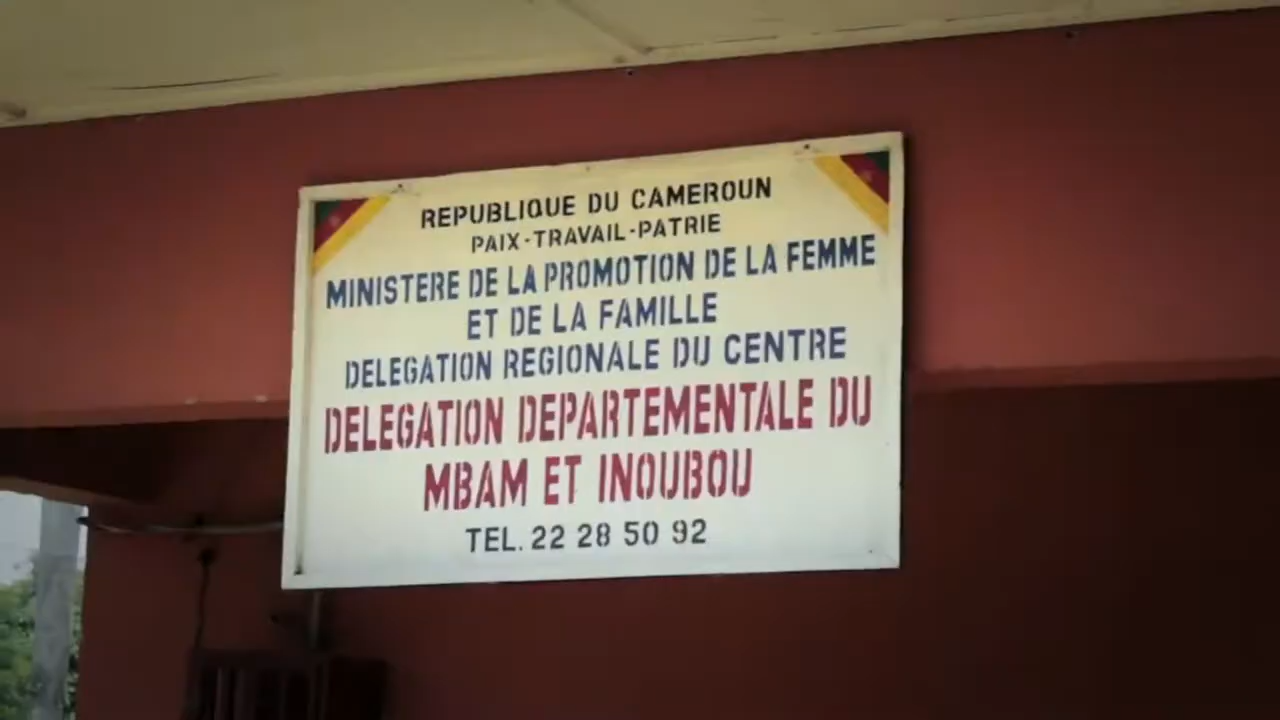 REPUBLIQUE DU CAMEROUN
PAIX-TRAVAIL-PATRIE
MINISTERE DE LA PROMOTION DE LA FEMME
ET DE LA FAMILLE
DELEGATION REGIONALE DU CENTRE
DELEGATION DEPARTEMENTALE DU
MBAM ET INOUBOU
TEL. 22 28 50 92